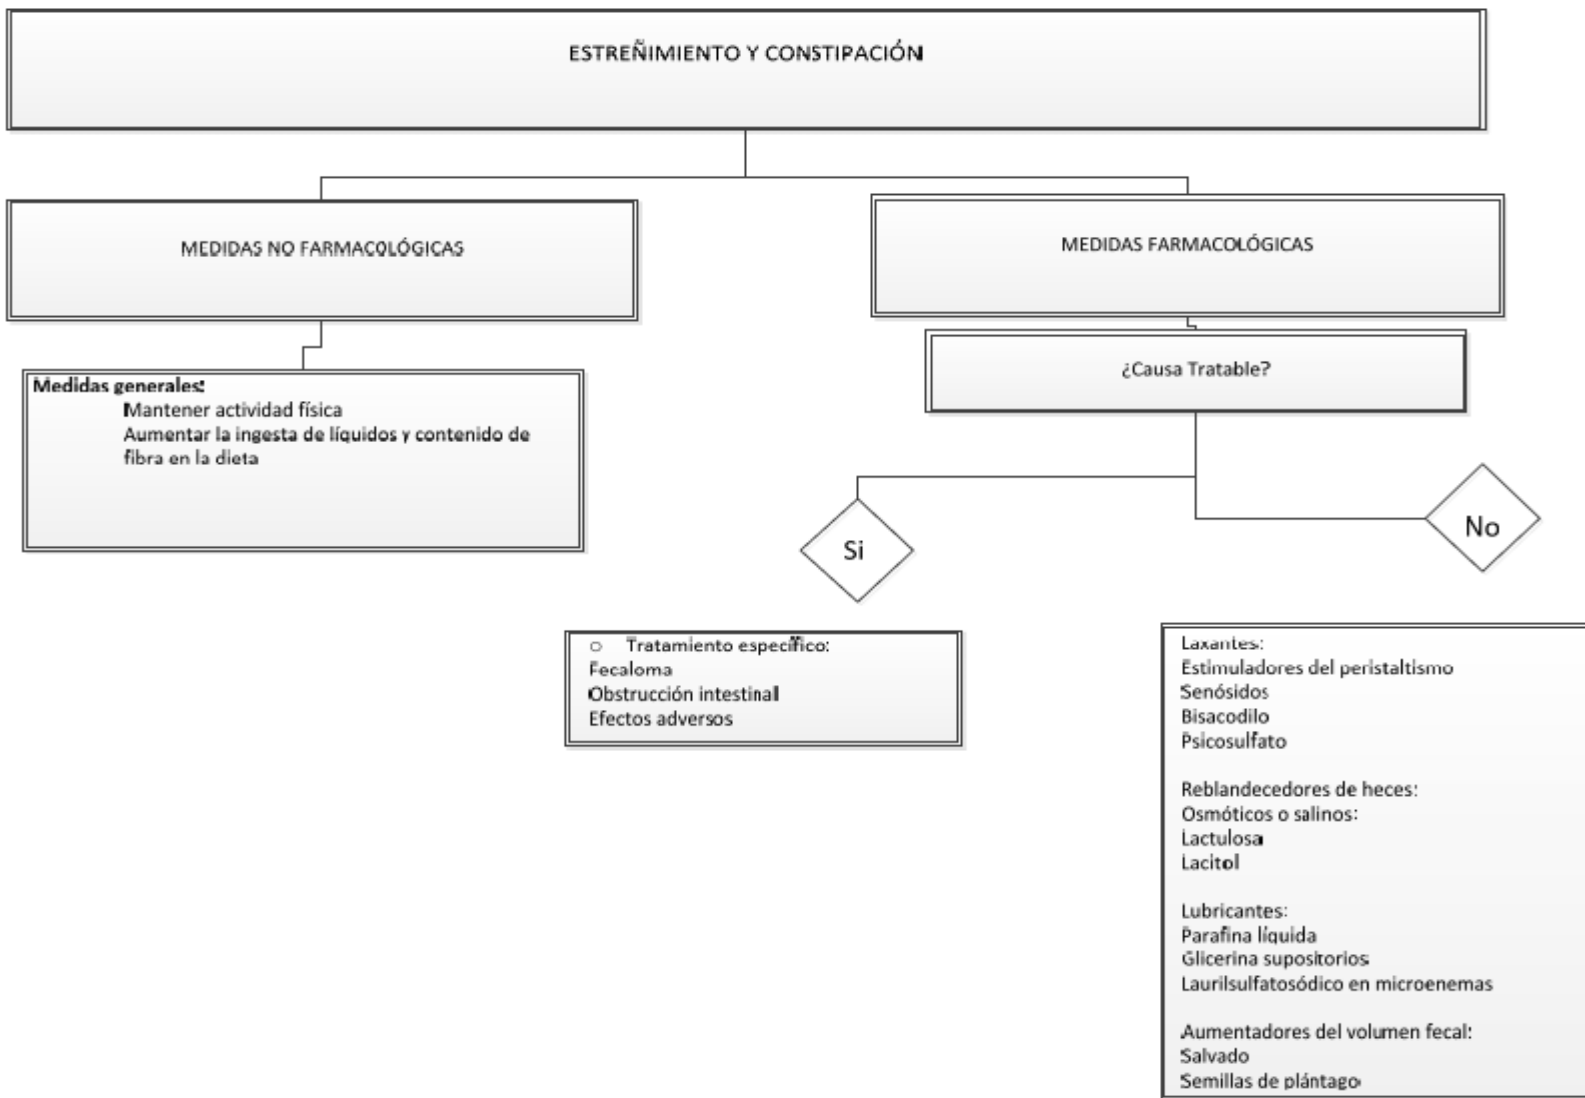 ESTREÑIMIENTO Y CONSTIPACIÓN
MEDIDAS NO FARMACOLÓGICAS
MEDIDAS FARMACOLÓGICAS
¿Causa Tratable?
Medidas generales:
Mantener actividad física
Aumentar la ingesta de líquidos y contenido de
fibra en la dieta
Si
No
○ Tratamiento específico:
Fecaloma
Obstrucción intestinal
Efectos adversos
Laxantes:
Estimuladores del peristaltismo
Senósidos
Bisacodilo
Psicosulfato
Reblandecedores de heces:
Osmóticos o salinos:
Lactulosa
Lacitol
Lubricantes:
Parafina líquida
Glicerina supositorios
Laurilsulfatosódico en microenemas
Aumentadores del volumen fecal:
Salvado
Semillas de plántago